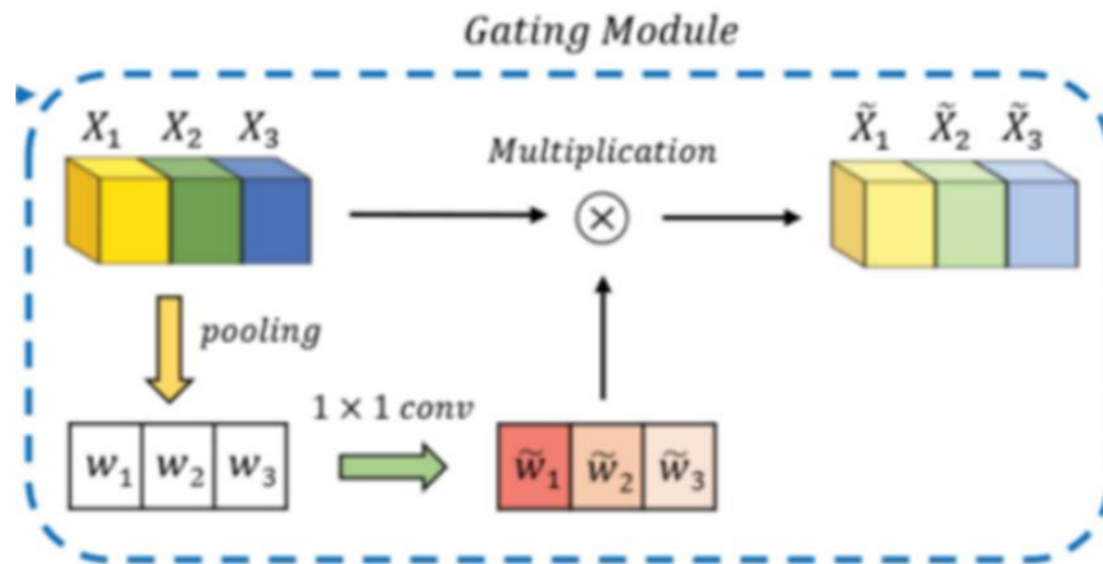 Gating Module
X₁ X₂ X₃
Multiplication
X̃₁ X̃₂ X̃₃
pooling
1 × 1 conv
w₁ w₂ w₃
w̃₁ w̃₂ w̃₃